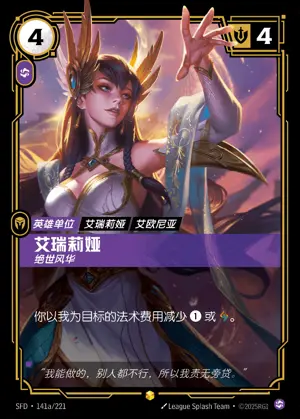 4
4
英雄单位 艾瑞莉娅 艾欧尼亚
艾瑞莉娅
绝世风华
你以我为目标的法术费用减少 1 或 。
"我能做的，别人都不行，所以我责无旁贷。"
SFD • 141a/221 League Splash Team • ©2025RGI